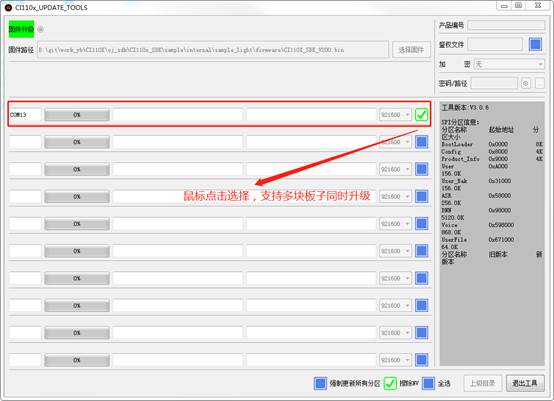 CI110x_UPDATE_TOOLS
固件升级
产品编号
固件路径 D:\git\work_yb\CI110X\cj_sdk\CI110x_SDK\sample\internal\sample_light\firmware\CI110X_SDK_V200.bin 选择固件
鉴权文件
加 密 无
密码/路径
COM13 0% 921600
0% 921600
0% 921600
0% 921600
0% 921600
0% 921600
0% 921600
0% 921600
0% 921600
0% 921600
鼠标点击选择，支持多块板子同时升级
工具版本:V3.0.6
SPI分区信息:
分区名称 起始地址 分
区大小
BootLoader 0x0000 8K
Config 0x8000 4K
Product_Info 0x9000 4K
User 0xA000
156.0K
User_Bak 0x31000
156.0K
ASR 0x58000
256.0K
DNN 0x98000
5120.0K
Voice 0x598000
868.0K
UserFile 0x671000
64.0K
分区名称 旧版本 新
版本
强制更新所有分区 擦除NV 全选 上级目录 退出工具